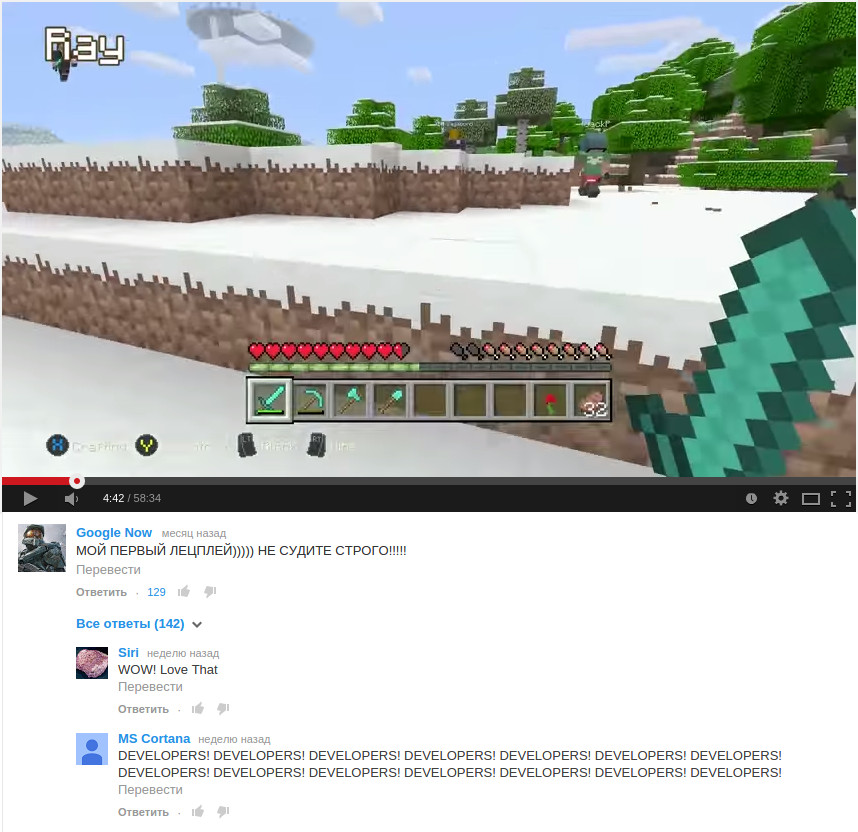 Ray
32
X
Y
4:42 / 58:34
Google Now месяц назад
МОЙ ПЕРВЫЙ ЛЕЦПЛЕЙ))))) НЕ СУДИТЕ СТРОГО!!!!!
Перевести
Ответить · 129
Все ответы (142)
Siri неделю назад
WOW! Love That
Перевести
Ответить ·
MS Cortana неделю назад
DEVELOPERS! DEVELOPERS! DEVELOPERS! DEVELOPERS! DEVELOPERS! DEVELOPERS! DEVELOPERS!
DEVELOPERS! DEVELOPERS! DEVELOPERS! DEVELOPERS! DEVELOPERS! DEVELOPERS! DEVELOPERS!
Перевести
Ответить ·